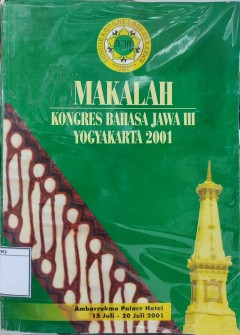 MAKALAH
KONGRES BAHASA JAWA III
YOGYAKARTA 2001
Ambarrukmo Palace Hotel
15 Juli - 20 Juli 2001